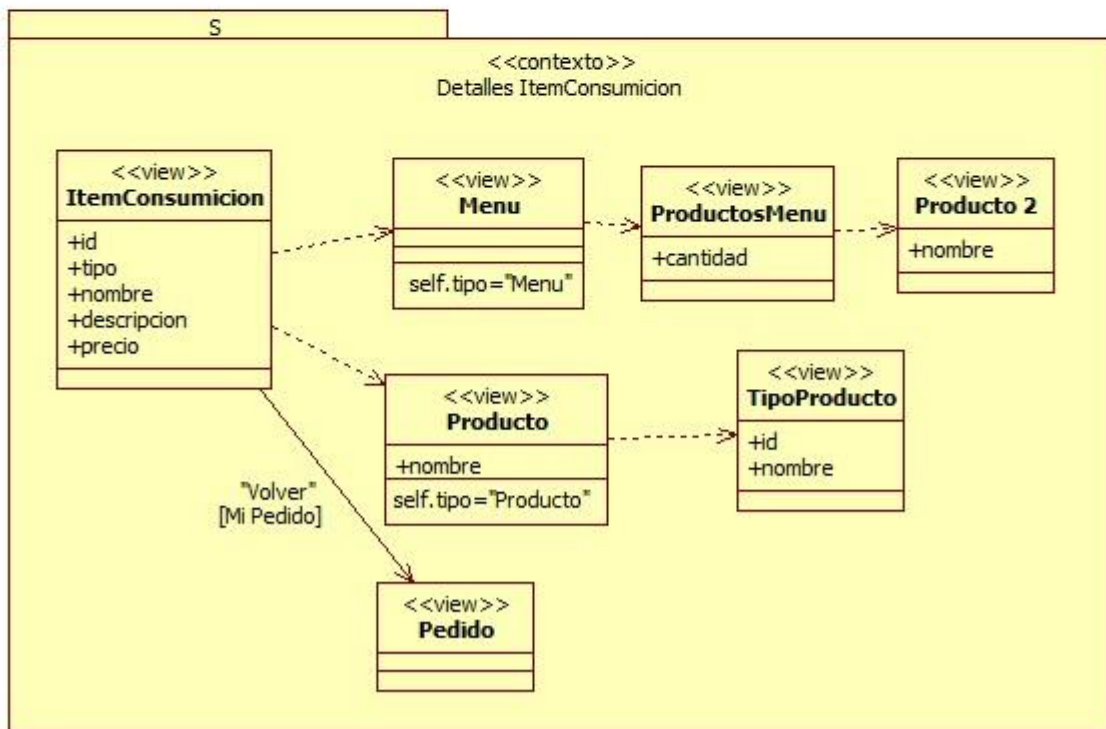 S
<<contexto>>
Detalles ItemConsumicion
<<view>>
ItemConsumicion
+id
+tipo
+nombre
+descripcion
+precio
<<view>>
Menu
self.tipo="Menu"
<<view>>
ProductosMenu
+cantidad
<<view>>
Producto 2
+nombre
<<view>>
Producto
+nombre
self.tipo="Producto"
<<view>>
TipoProducto
+id
+nombre
"Volver"
[Mi Pedido]
<<view>>
Pedido